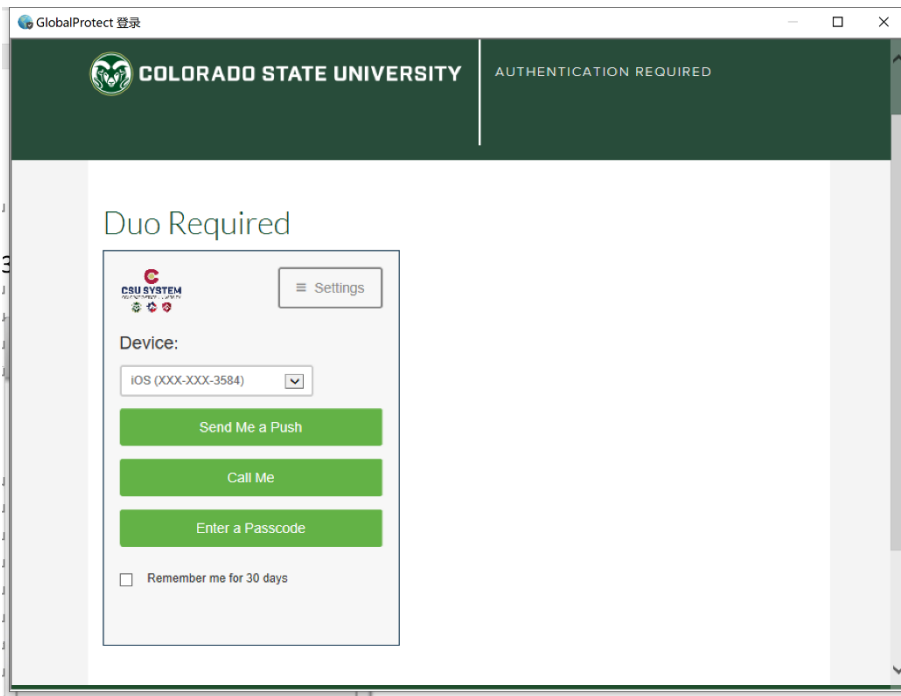 GlobalProtect 登录
COLORADO STATE UNIVERSITY
AUTHENTICATION REQUIRED
Duo Required
C
CSU SYSTEM
≡ Settings
Device:
iOS (XXX-XXX-3584)
Send Me a Push
Call Me
Enter a Passcode
Remember me for 30 days